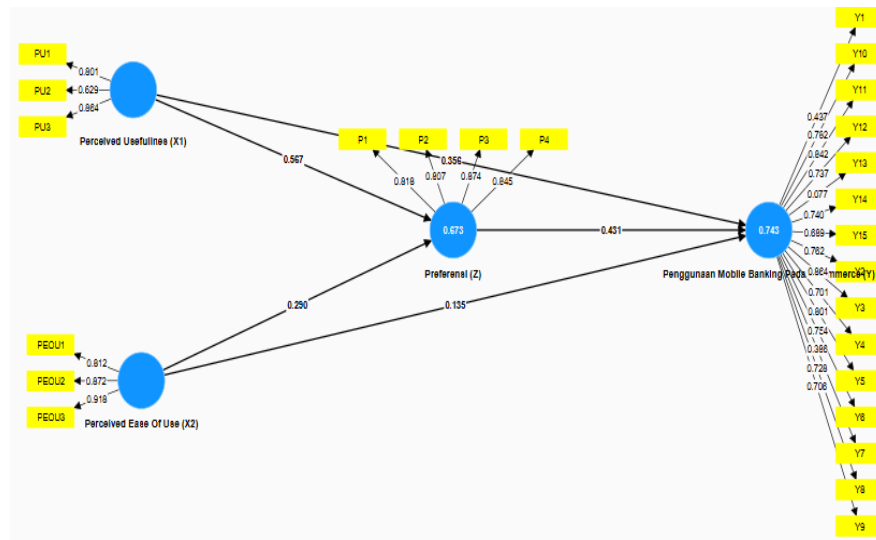 PU1
0.801
PU2
0.629
PU3
0.864
Perceived Usefullnes (X1)
0.567
P1
P2
P3
P4
0.818
0.807
0.874
0.845
0.356
0.673
Preferensi (Z)
0.431
0.290
0.135
PEOU1
0.812
PEOU2
0.872
PEOU3
0.918
Perceived Ease Of Use (X2)
0.743
Penggunaan Mobile Banking Pada mmerce (Y)
0.437
0.782
0.842
0.737
0.077
0.740
0.689
0.762
0.701
0.801
0.754
0.386
0.728
0.706
Y1
Y10
Y11
Y12
Y13
Y14
Y15
Y3
Y4
Y5
Y6
Y7
Y8
Y9